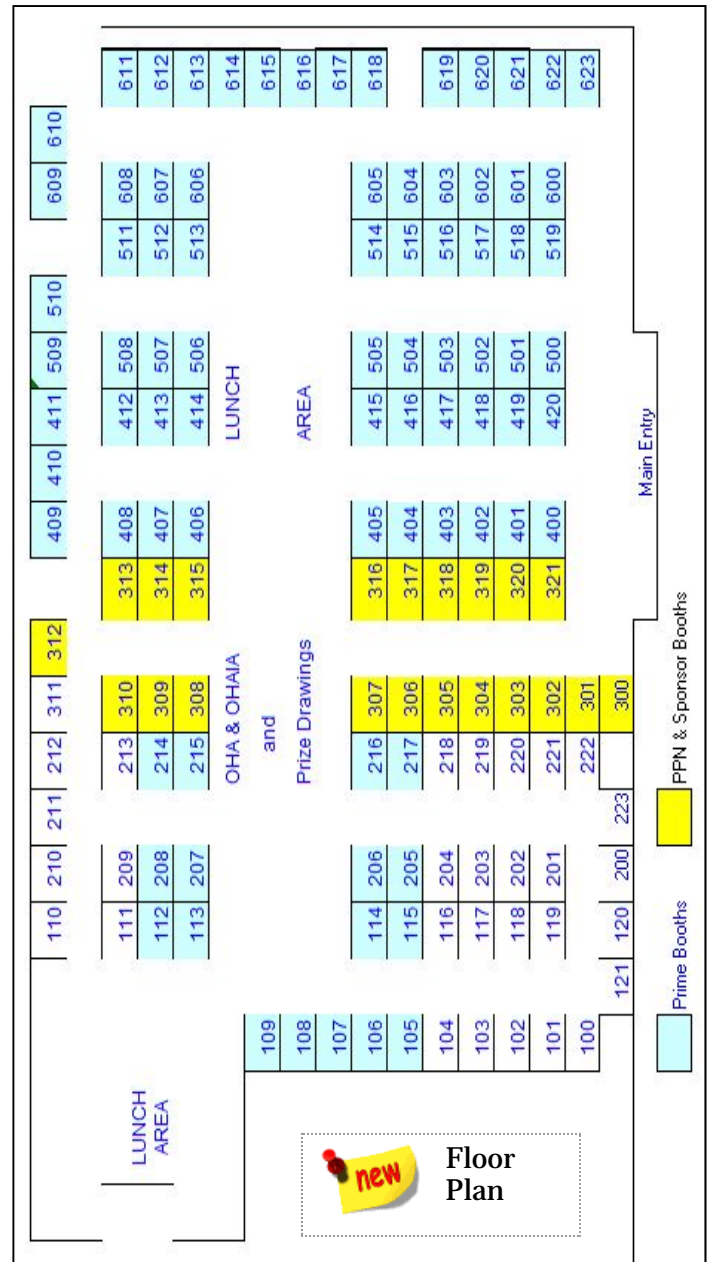 611 612 613 614 615 616 617 618 619 620 621 622 623
610
609 608 607 606 605 604 603 602 601 600
511 512 513 514 515 516 517 518 519
510
509 508 507 506 505 504 503 502 501 500
411 412 413 414 415 416 417 418 419 420
410
409 408 407 406 405 404 403 402 401 400
313 314 315 316 317 318 319 320 321
312
311 310 309 308 307 306 305 304 303 302 301 300
212 213 214 215 216 217 218 219 220 221 222
211 223
210 209 208 207 206 205 204 203 202 201 200
110 111 112 113 114 115 116 117 118 119 120
121
109 108 107 106 105 104 103 102 101 100
LUNCH
AREA
OHA & OHAIA
and
Prize Drawings
LUNCH
AREA
Main Entry
Prime Booths
PPN & Sponsor Booths
new
Floor
Plan